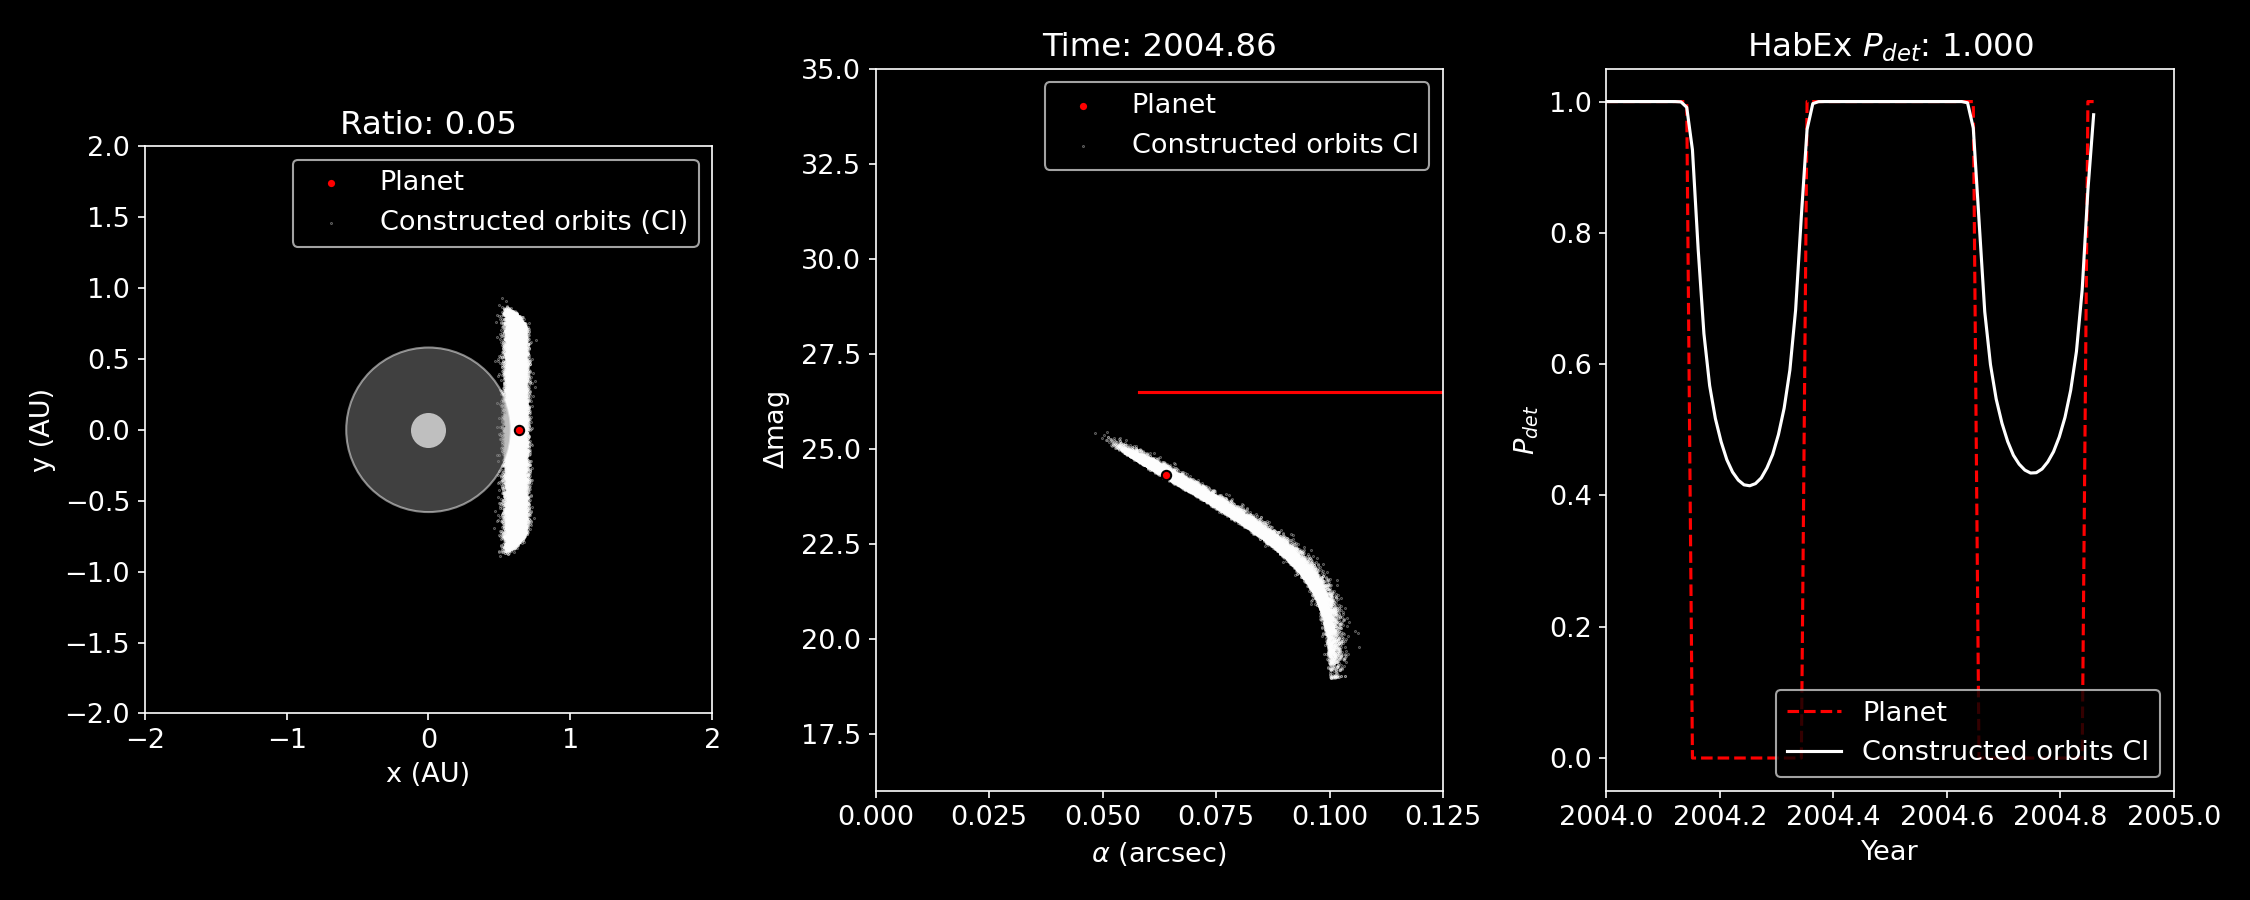 Ratio: 0.05
Planet
Constructed orbits (CI)
2.0
1.5
1.0
0.5
0.0
−0.5
−1.0
−1.5
−2.0
y (AU)
−2
−1
0
1
2
x (AU)
Time: 2004.86
Planet
Constructed orbits CI
35.0
32.5
30.0
27.5
25.0
22.5
20.0
17.5
Δmag
0.000
0.025
0.050
0.075
0.100
0.125
α (arcsec)
HabEx P_det: 1.000
1.0
0.8
0.6
0.4
0.2
0.0
P_det
Planet
Constructed orbits CI
2004.0
2004.2
2004.4
2004.6
2004.8
2005.0
Year